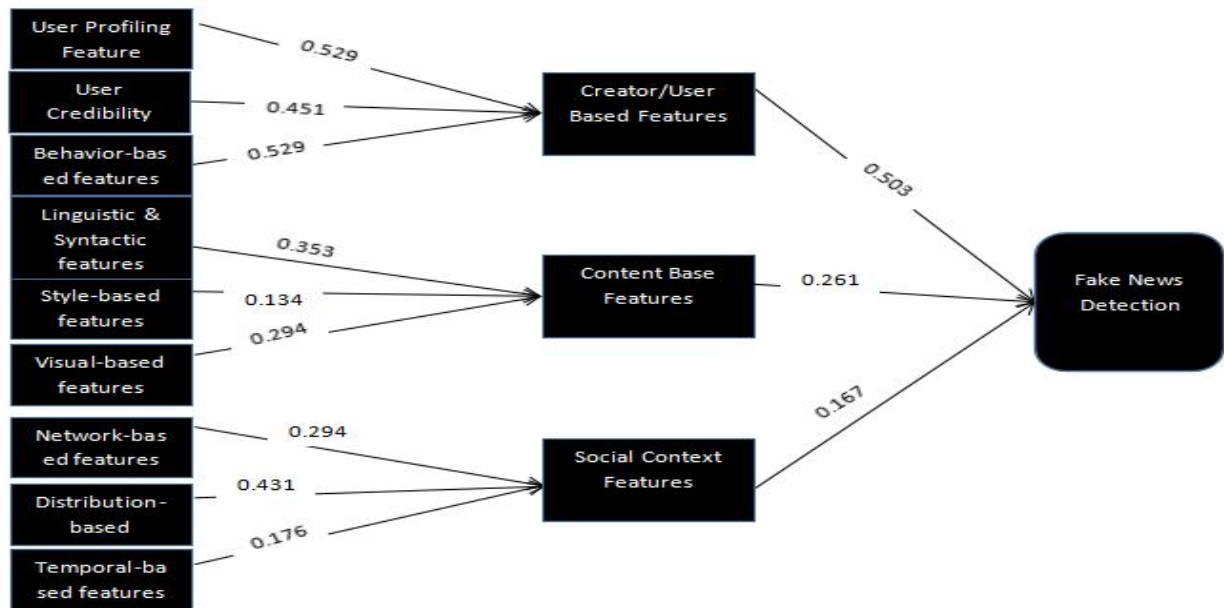 User Profiling
Feature
0.529
User
Credibility
0.451
Behavior-bas
ed features
0.529
Creator/User
Based Features
0.503
Linguistic &
Syntactic
features
0.353
Style-based
features
0.134
Visual-based
features
0.294
Content Base
Features
0.261
Fake News
Detection
Network-bas
ed features
0.294
Distribution-
based
0.431
Temporal-ba
sed features
0.176
Social Context
Features
0.167